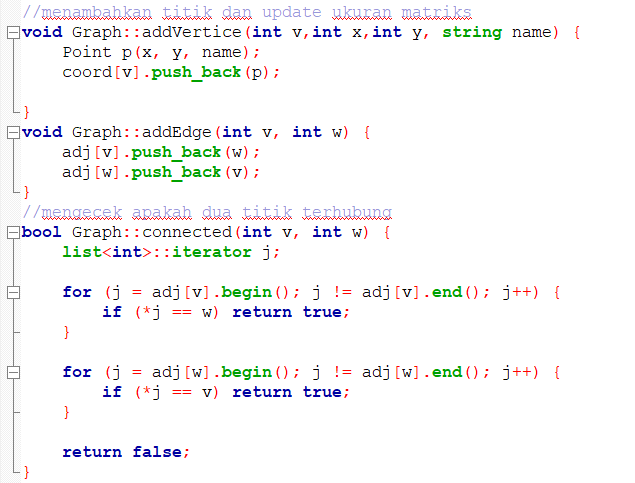 //menambahkan titik dan update ukuran matriks
void Graph::addVertice(int v,int x,int y, string name) {
    Point p(x, y, name);
    coord[v].push_back(p);

}
void Graph::addEdge(int v, int w) {
    adj[v].push_back(w);
    adj[w].push_back(v);
}
//mengecek apakah dua titik terhubung
bool Graph::connected(int v, int w) {
    list<int>::iterator j;

    for (j = adj[v].begin(); j != adj[v].end(); j++) {
        if (*j == w) return true;
    }

    for (j = adj[w].begin(); j != adj[w].end(); j++) {
        if (*j == v) return true;
    }

    return false;
}